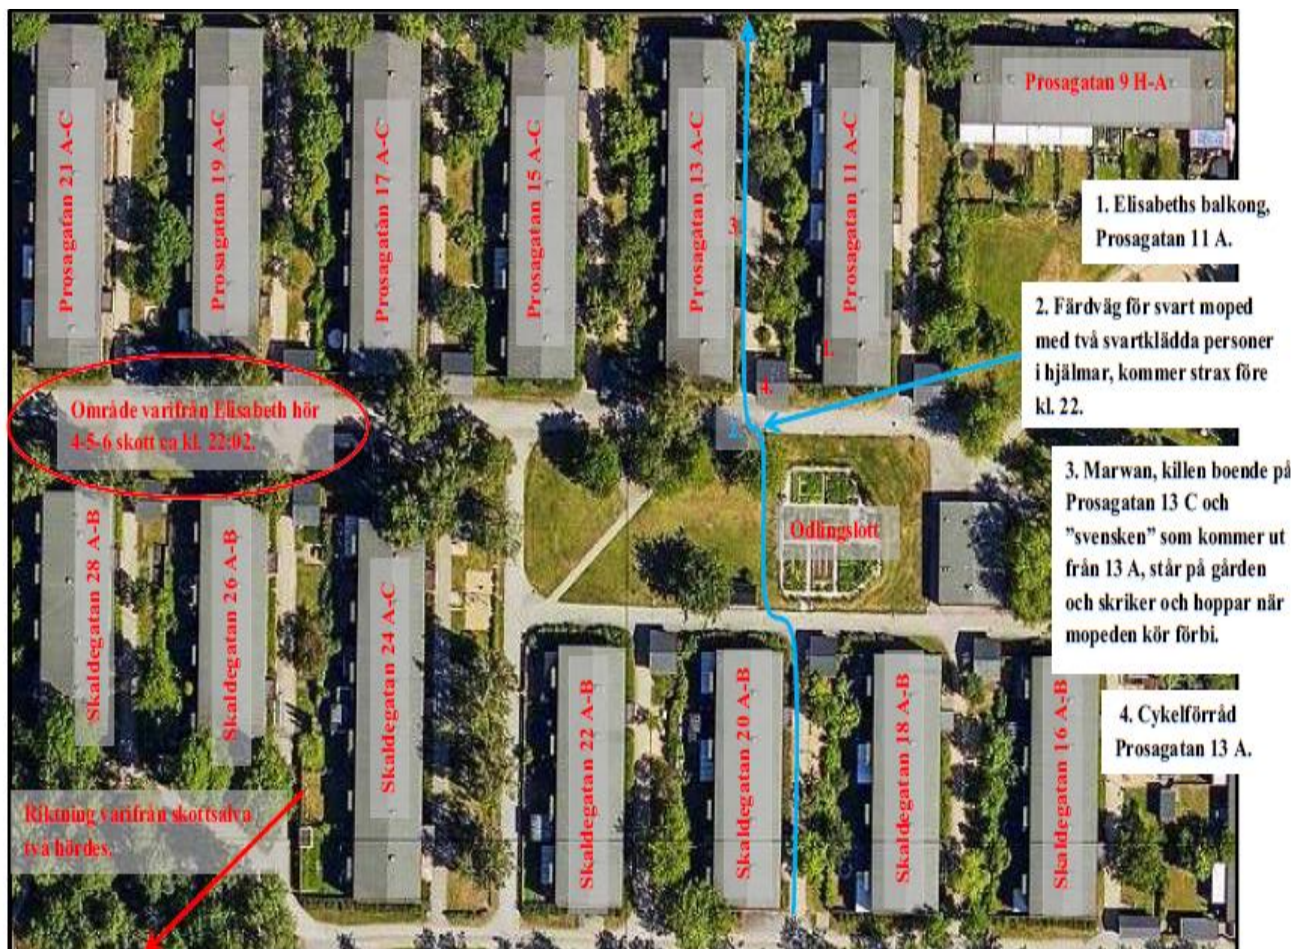 Prosagatan 21 A-C
Prosagatan 19 A-C
Prosagatan 17 A-C
Prosagatan 15 A-C
Prosagatan 13 A-C
Prosagatan 11 A-C
Prosagatan 9 H-A
3.
1.
4.
2.
1. Elisabeths balkong,
Prosagatan 11 A.
2. Färdväg för svart moped
med två svartklädda personer
i hjälmar, kommer strax före
kl. 22.
3. Marwan, killen boende på
Prosagatan 13 C och
”svensken” som kommer ut
från 13 A, står på gården
och skriker och hoppar när
mopeden kör förbi.
4. Cykelförråd
Prosagatan 13 A.
Område varifrån Elisabeth hör
4-5-6 skott ca kl. 22:02.
Odlingslott
Skaldegatan 28 A-B
Skaldegatan 26 A-B
Skaldegatan 24 A-C
Skaldegatan 22 A-B
Skaldegatan 20 A-B
Skaldegatan 18 A-B
Skaldegatan 16 A-B
Riktning varifrån skottsalva
två hördes.